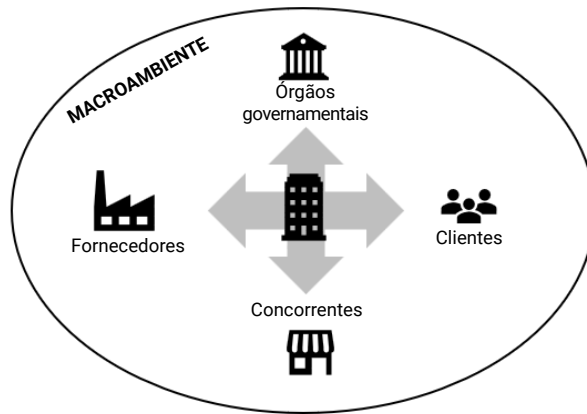 MACROAMBIENTE
Órgãos
governamentais
Fornecedores
Clientes
Concorrentes